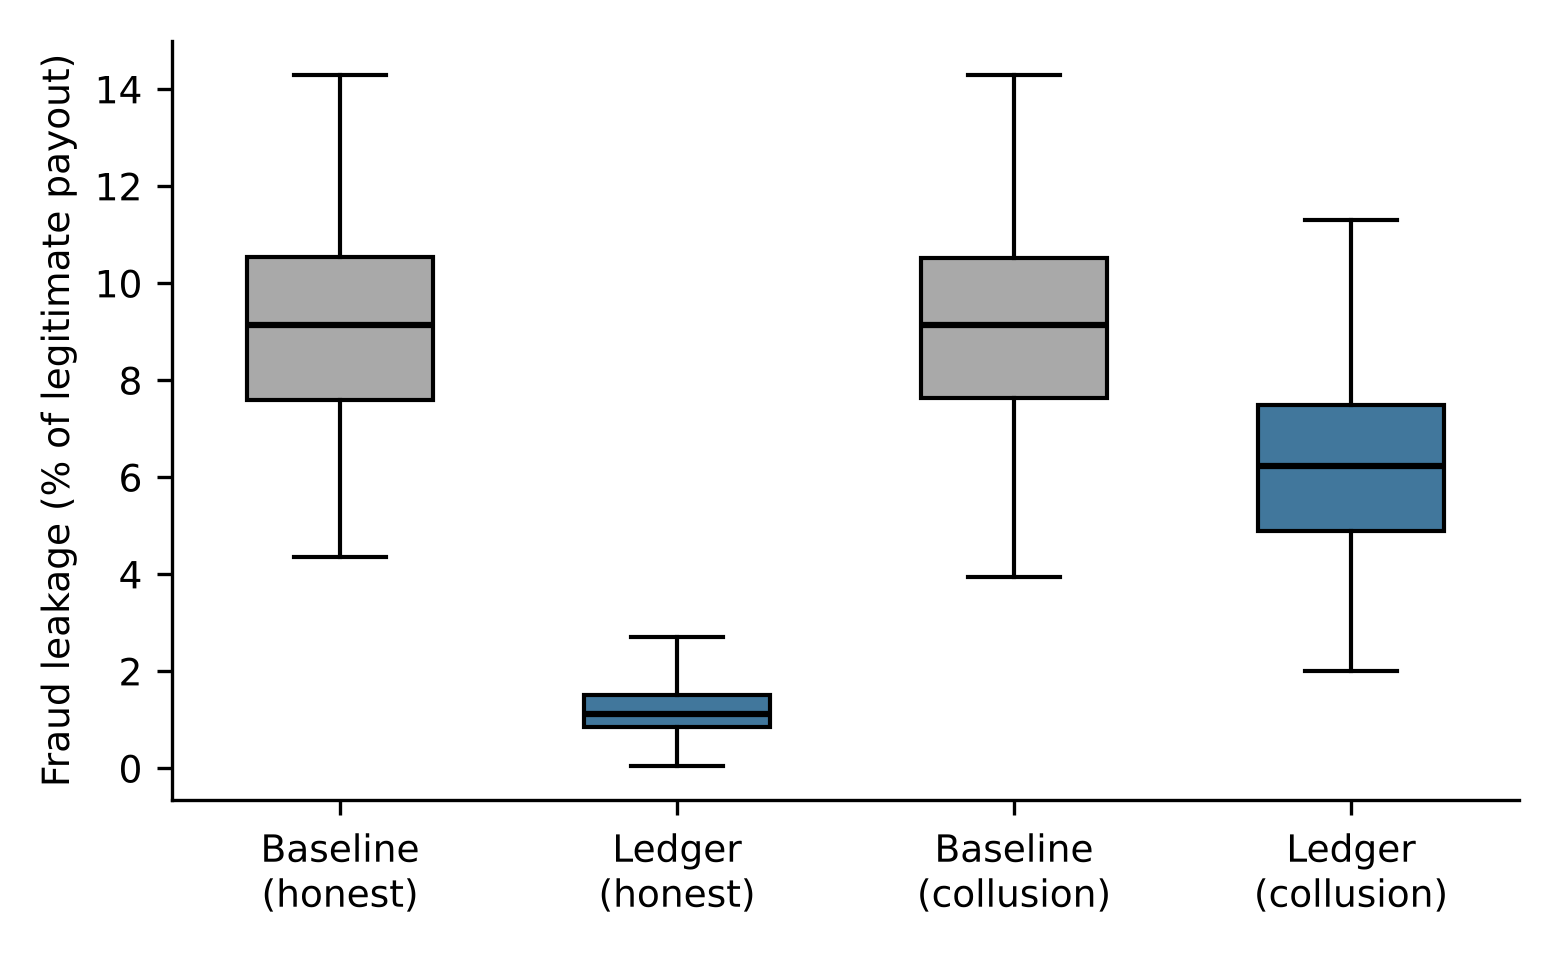 Fraud leakage (% of legitimate payout)
14
12
10
8
6
4
2
0
Baseline
(honest)
Ledger
(honest)
Baseline
(collusion)
Ledger
(collusion)